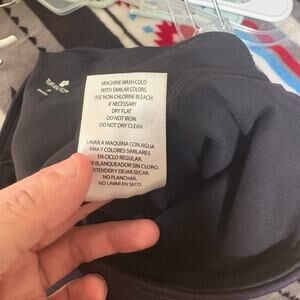 MACHINE WASH COLD
WITH SIMILAR COLORS
USE NON-CHLORINE BLEACH
IF NECESSARY
DRY FLAT
DO NOT IRON
DO NOT DRY CLEAN
LAVAR A MAQUINA CON AGUA
FRIA Y COLORES SIMILARES
EN CICLO REGULAR.
BLANQUEADOR SIN CLORO.
EXTENDER Y DEJAR SECAR.
NO PLANCHAR.
NO LAVAR EN SECO.